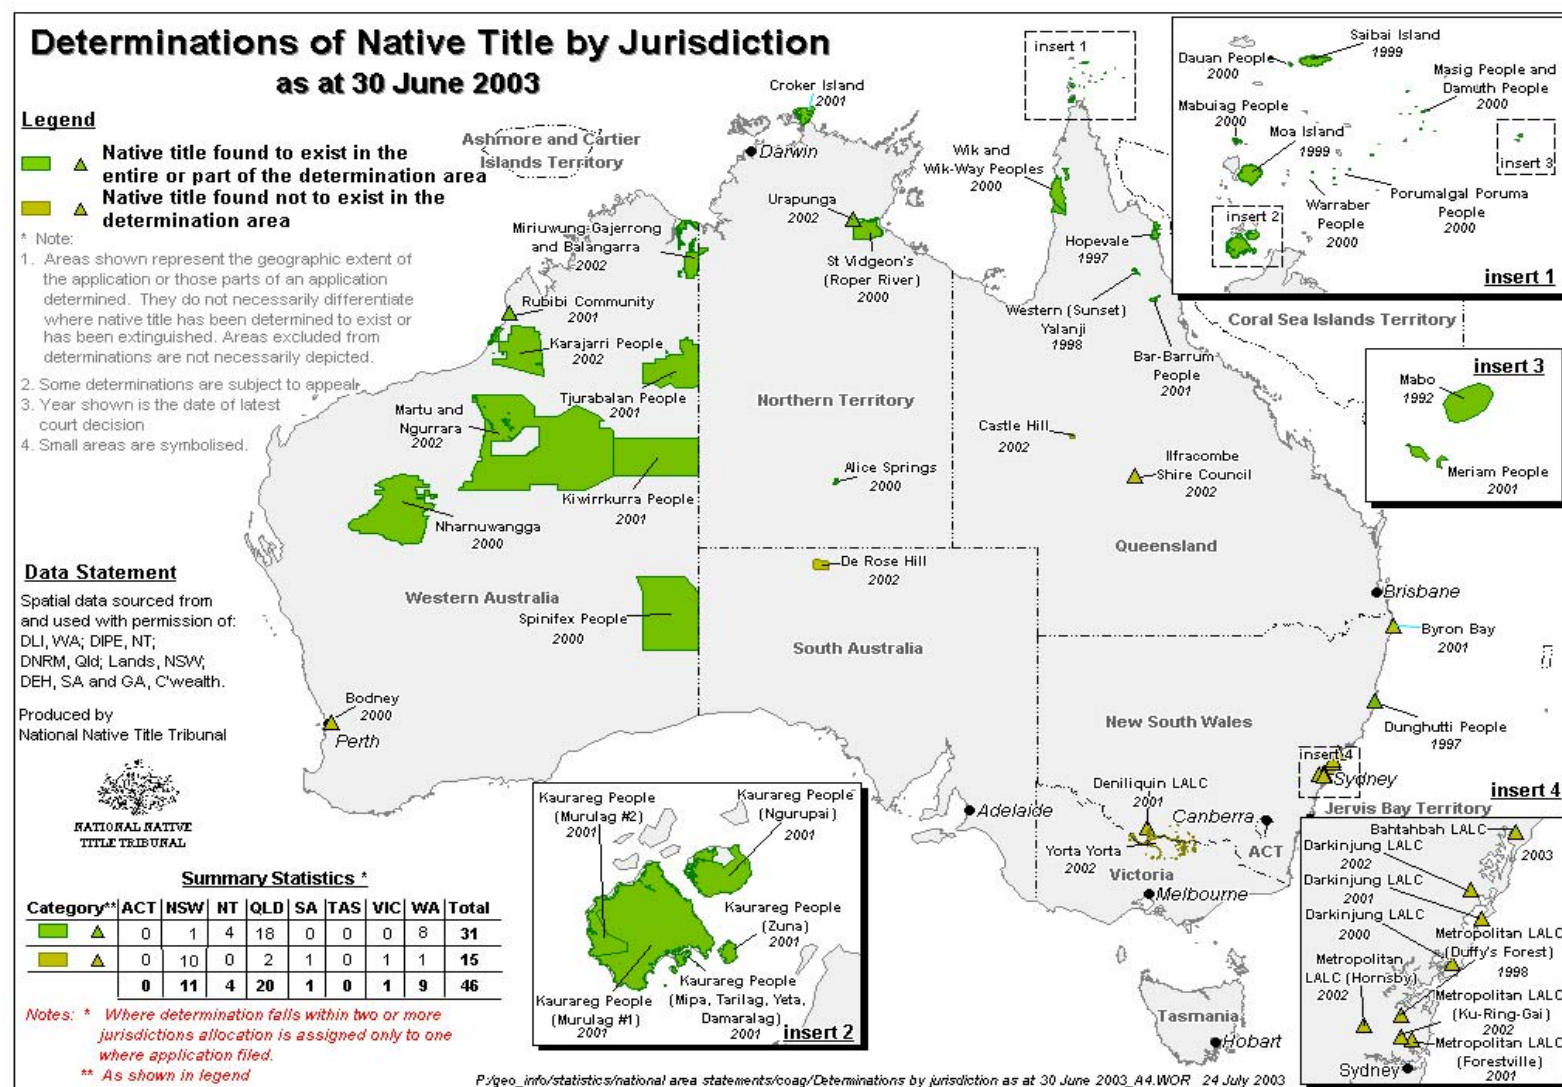 Determinations of Native Title by Jurisdiction
as at 30 June 2003
Legend
Native title found to exist in the
entire or part of the determination area
Native title found not to exist in the
determination area
* Note:
1. Areas shown represent the geographic extent of
the application or those parts of an application
determined. They do not necessarily differentiate
where native title has been determined to exist or
has been extinguished. Areas excluded from
determinations are not necessarily depicted.
2. Some determinations are subject to appeal
3. Year shown is the date of latest
court decision
4. Small areas are symbolised.
Data Statement
Spatial data sourced from
and used with permission of:
DLI, WA; DIPE, NT;
DNRM, Qld; Lands, NSW;
DEH, SA and GA, C'wealth.
Produced by
National Native Title Tribunal
NATIONAL NATIVE
TITLE TRIBUNAL
Summary Statistics *
Category** ACT NSW NT QLD SA TAS VIC WA Total
0 1 4 18 0 0 0 8 31
0 10 0 2 1 0 1 1 15
0 11 4 20 1 0 1 9 46
Notes: * Where determination falls within two or more
jurisdictions allocation is assigned only to one
where application filed.
** As shown in legend
Ashmore and Cartier
Islands Territory
Croker Island
2001
Darwin
Urapunga
2002
St Vidgeon's
(Roper River)
2000
Miriuwung-Gajerrong
and Balangarra
2002
Rubibi Community
2001
Karajarri People
2002
Tjurabalan People
2001
Martu and
Ngurrara
2002
Kiwirrkurra People
2001
Nharnuwangga
2000
Western Australia
Spinifex People
2000
Bodney
2000
Perth
Northern Territory
Alice Springs
2000
De Rose Hill
2002
South Australia
Adelaide
insert 1
Wik and
Wik-Way Peoples
2000
Hopevale
1997
Western (Sunset)
Yalanji
1998
Bar-Barrum
People
2001
Castle Hill
2002
Ilfracombe
Shire Council
2002
Queensland
Coral Sea Islands Territory
Brisbane
Byron Bay
2001
New South Wales
Dunghutti People
1997
insert 4
Sydney
Jervis Bay Territory
Deniliquin LALC
2001
Canberra
ACT
Yorta Yorta
2002
Victoria
Melbourne
Tasmania
Hobart
Saibai Island
1999
Dauan People
2000
Masig People and
Damuth People
2000
Mabuiag People
2000
Moa Island
1999
insert 3
Porumalgal Poruma
People
2000
Warraber
People
2000
insert 2
insert 1
insert 3
Mabo
1992
Meriam People
2001
Kaurareg People
(Murulag #2)
2001
Kaurareg People
(Ngurupai)
2001
Kaurareg People
(Zuna)
2001
Kaurareg People
(Mipa, Tarilag, Yeta,
Damaralag)
2001
Kaurareg People
(Murulag #1)
2001
insert 2
insert 4
Bahtahbah LALC
2003
Darkinjung LALC
2002
Darkinjung LALC
2001
Darkinjung LALC
2000
Metropolitan LALC
(Duffy's Forest)
1998
Metropolitan
LALC (Hornsby)
2002
Metropolitan LALC
(Ku-Ring-Gai)
2002
Metropolitan LALC
(Forestville)
2001
Sydney
P:/geo_info/statistics/national area statements/coag/Determinations by jurisdiction as at 30 June 2003_A4.WOR 24 July 2003